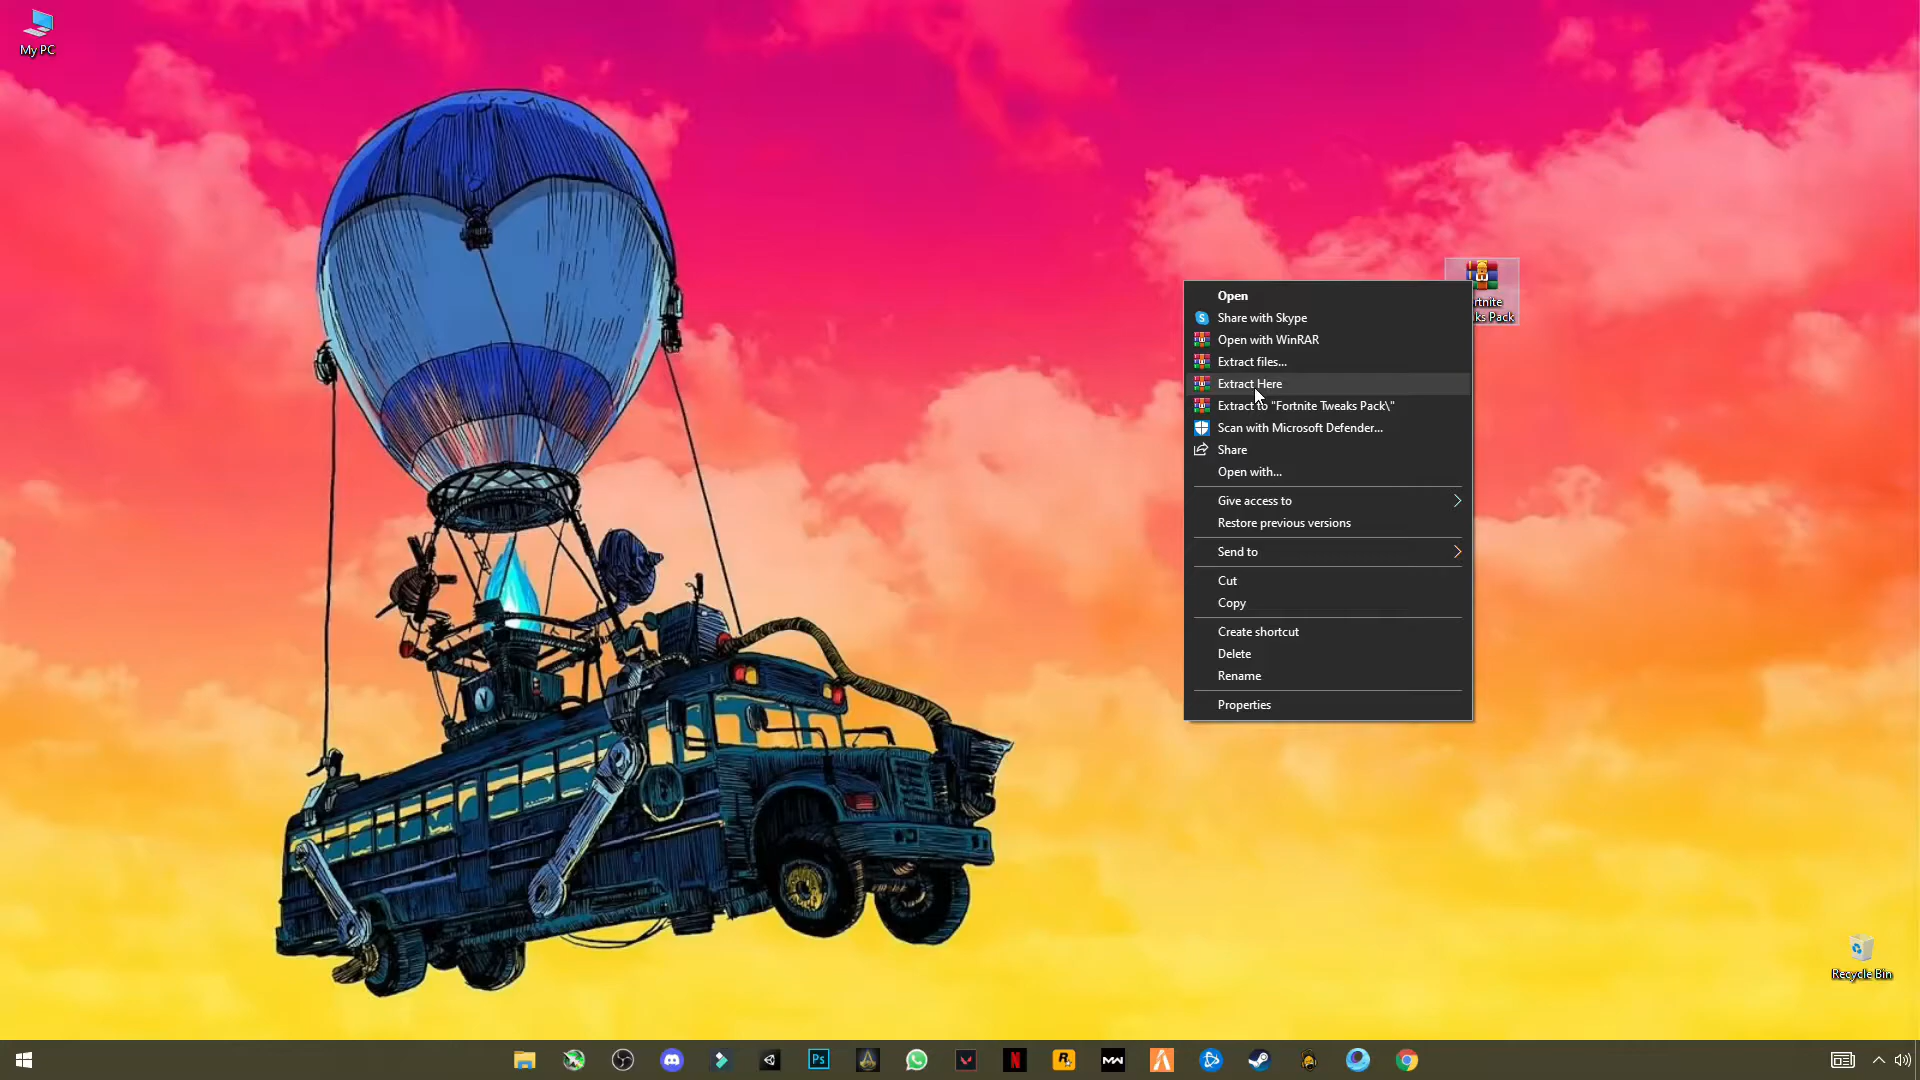 My PC
rtnite
ks Pack
Open
Share with Skype
Open with WinRAR
Extract files...
Extract Here
Extract to "Fortnite Tweaks Pack\"
Scan with Microsoft Defender...
Share
Open with...
Give access to
Restore previous versions
Send to
Cut
Copy
Create shortcut
Delete
Rename
Properties
Recycle Bin
Ps
N
R
MW